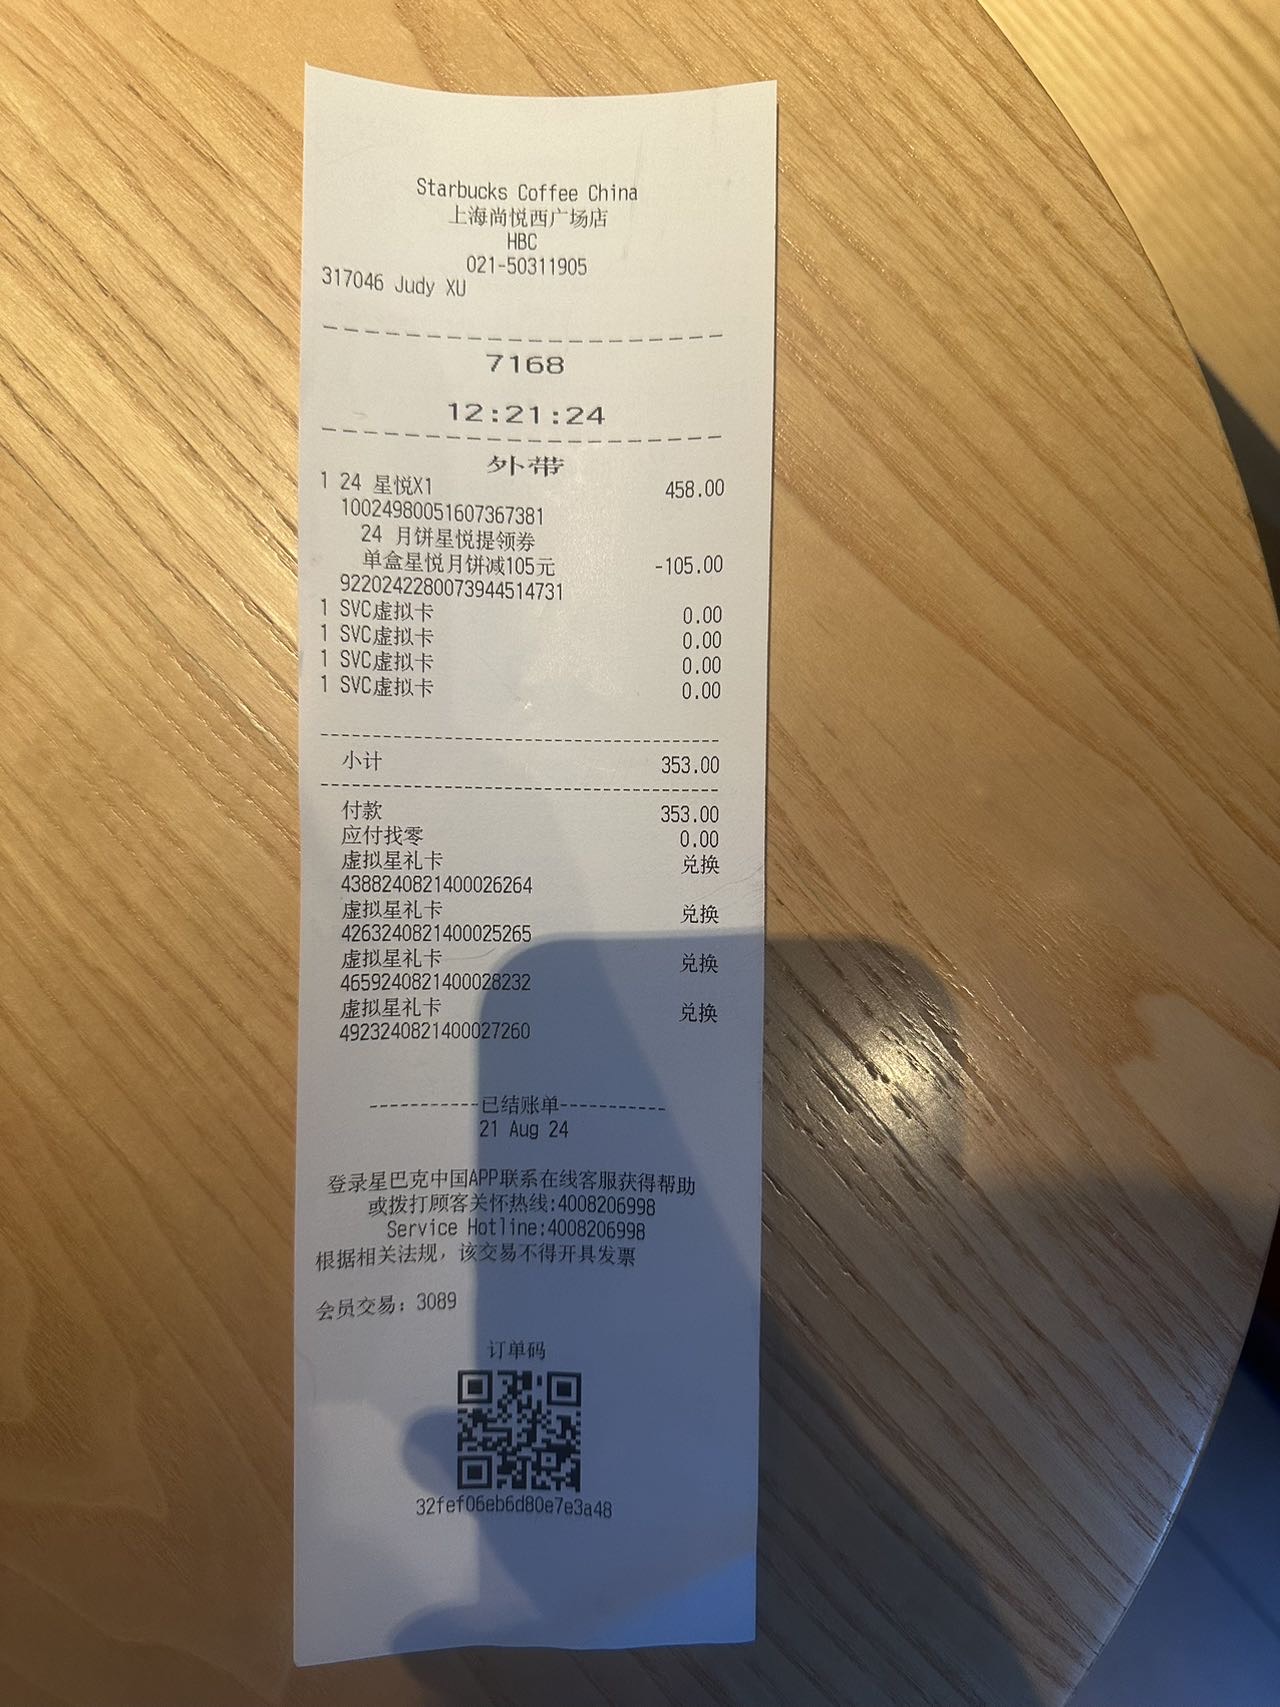 Starbucks Coffee China
上海尚悦西广场店
HBC
021-50311905
317046 Judy XU
7168
12:21:24
外带
1 24 星悦X1 458.00
10024980051607367381
24 月饼星悦提领券
单盒星悦月饼减105元 -105.00
9220242280073944514731
1 SVC虚拟卡 0.00
1 SVC虚拟卡 0.00
1 SVC虚拟卡 0.00
1 SVC虚拟卡 0.00
小计 353.00
付款 353.00
应付找零 0.00
虚拟星礼卡 兑换
4388240821400026264
虚拟星礼卡 兑换
4263240821400025265
虚拟星礼卡 兑换
4659240821400028232
虚拟星礼卡 兑换
4923240821400027260
-----------已结账单-----------
21 Aug 24
登录星巴克中国APP联系在线客服获得帮助
或拨打顾客关怀热线:4008206998
Service Hotline:4008206998
根据相关法规，该交易不得开具发票
会员交易：3089
订单码
32fef06eb6d80e7e3a48